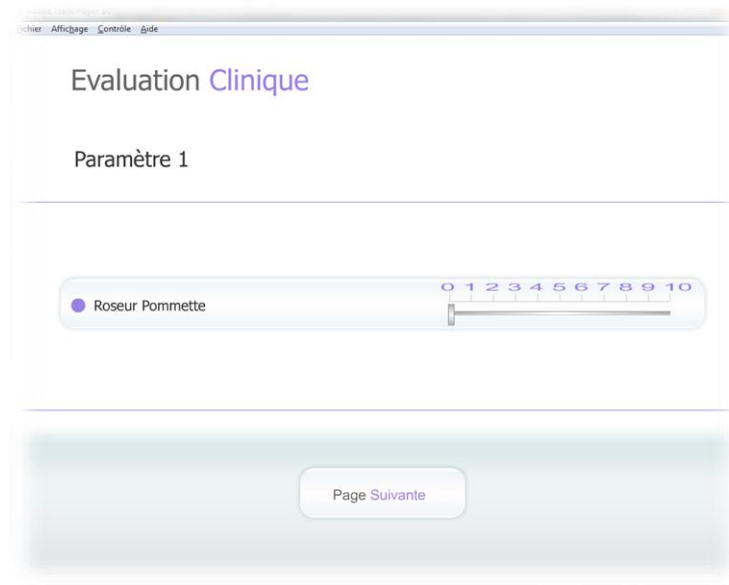 Affichage Contrôle Aide
Evaluation Clinique
Paramètre 1
0 1 2 3 4 5 6 7 8 9 10
Roseur Pommette
Page Suivante